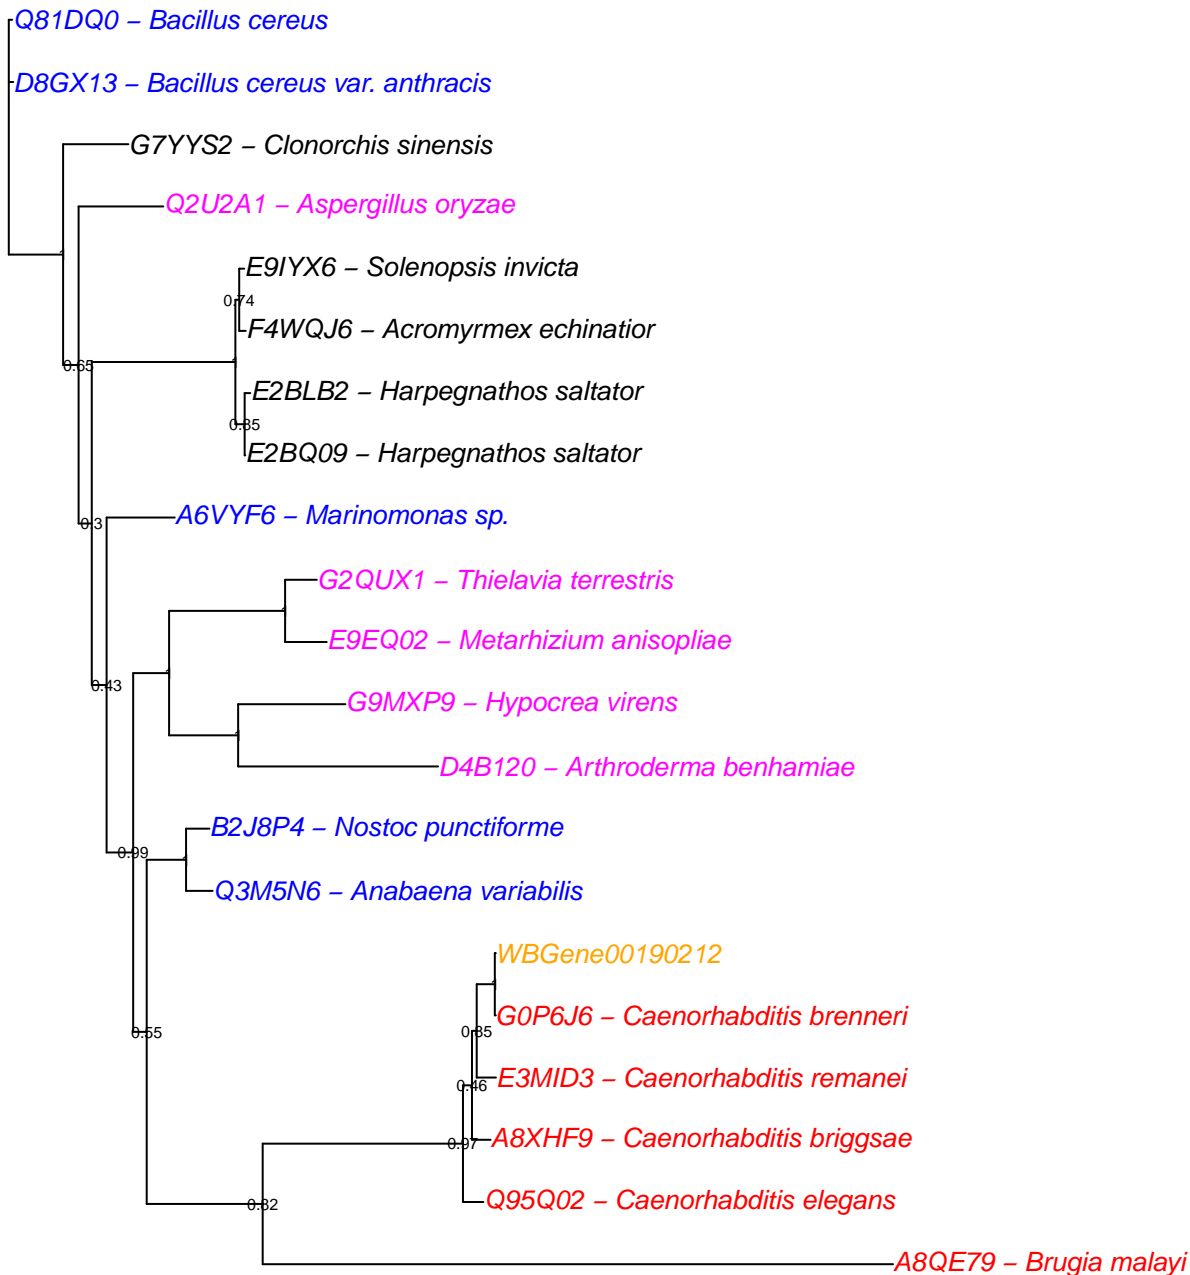 Q81DQ0 – Bacillus cereus
D8GX13 – Bacillus cereus var. anthracis
G7YYS2 – Clonorchis sinensis
Q2U2A1 – Aspergillus oryzae
E9IYX6 – Solenopsis invicta
0.74
F4WQJ6 – Acromyrmex echinatior
0.65
E2BLB2 – Harpegnathos saltator
0.85
E2BQ09 – Harpegnathos saltator
A6VYF6 – Marinomonas sp.
0.3
G2QUX1 – Thielavia terrestris
E9EQ02 – Metarhizium anisopliae
0.43
G9MXP9 – Hypocrea virens
D4B120 – Arthroderma benhamiae
B2J8P4 – Nostoc punctiforme
0.99
Q3M5N6 – Anabaena variabilis
WBGene00190212
G0P6J6 – Caenorhabditis brenneri
0.55
0.85
E3MID3 – Caenorhabditis remanei
0.46
A8XHF9 – Caenorhabditis briggsae
0.97
Q95Q02 – Caenorhabditis elegans
0.82
A8QE79 – Brugia malayi